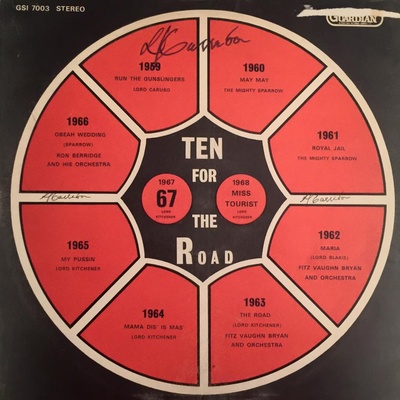 GSI 7003 STEREO
GUARDIAN
1959
RUN THE GUNSLINGERS
LORD CARUSO
1960
MAY MAY
THE MIGHTY SPARROW
1961
ROYAL JAIL
THE MIGHTY SPARROW
1962
MARIA
(LORD BLAKIE)
FITZ VAUGHN BRYAN
AND ORCHESTRA
1963
THE ROAD
(LORD KITCHENER)
FITZ VAUGHN BRYAN
AND ORCHESTRA
1964
MAMA DIS IS MAS'
LORD KITCHENER
1965
MY PUSSIN
LORD KITCHENER
1966
OBEAH WEDDING
(SPARROW)
RON BERRIDGE
AND HIS ORCHESTRA
TEN
FOR
THE
ROAD
1967
67
LORD
KITCHENER
1968
MISS
TOURIST
LORD
KITCHENER